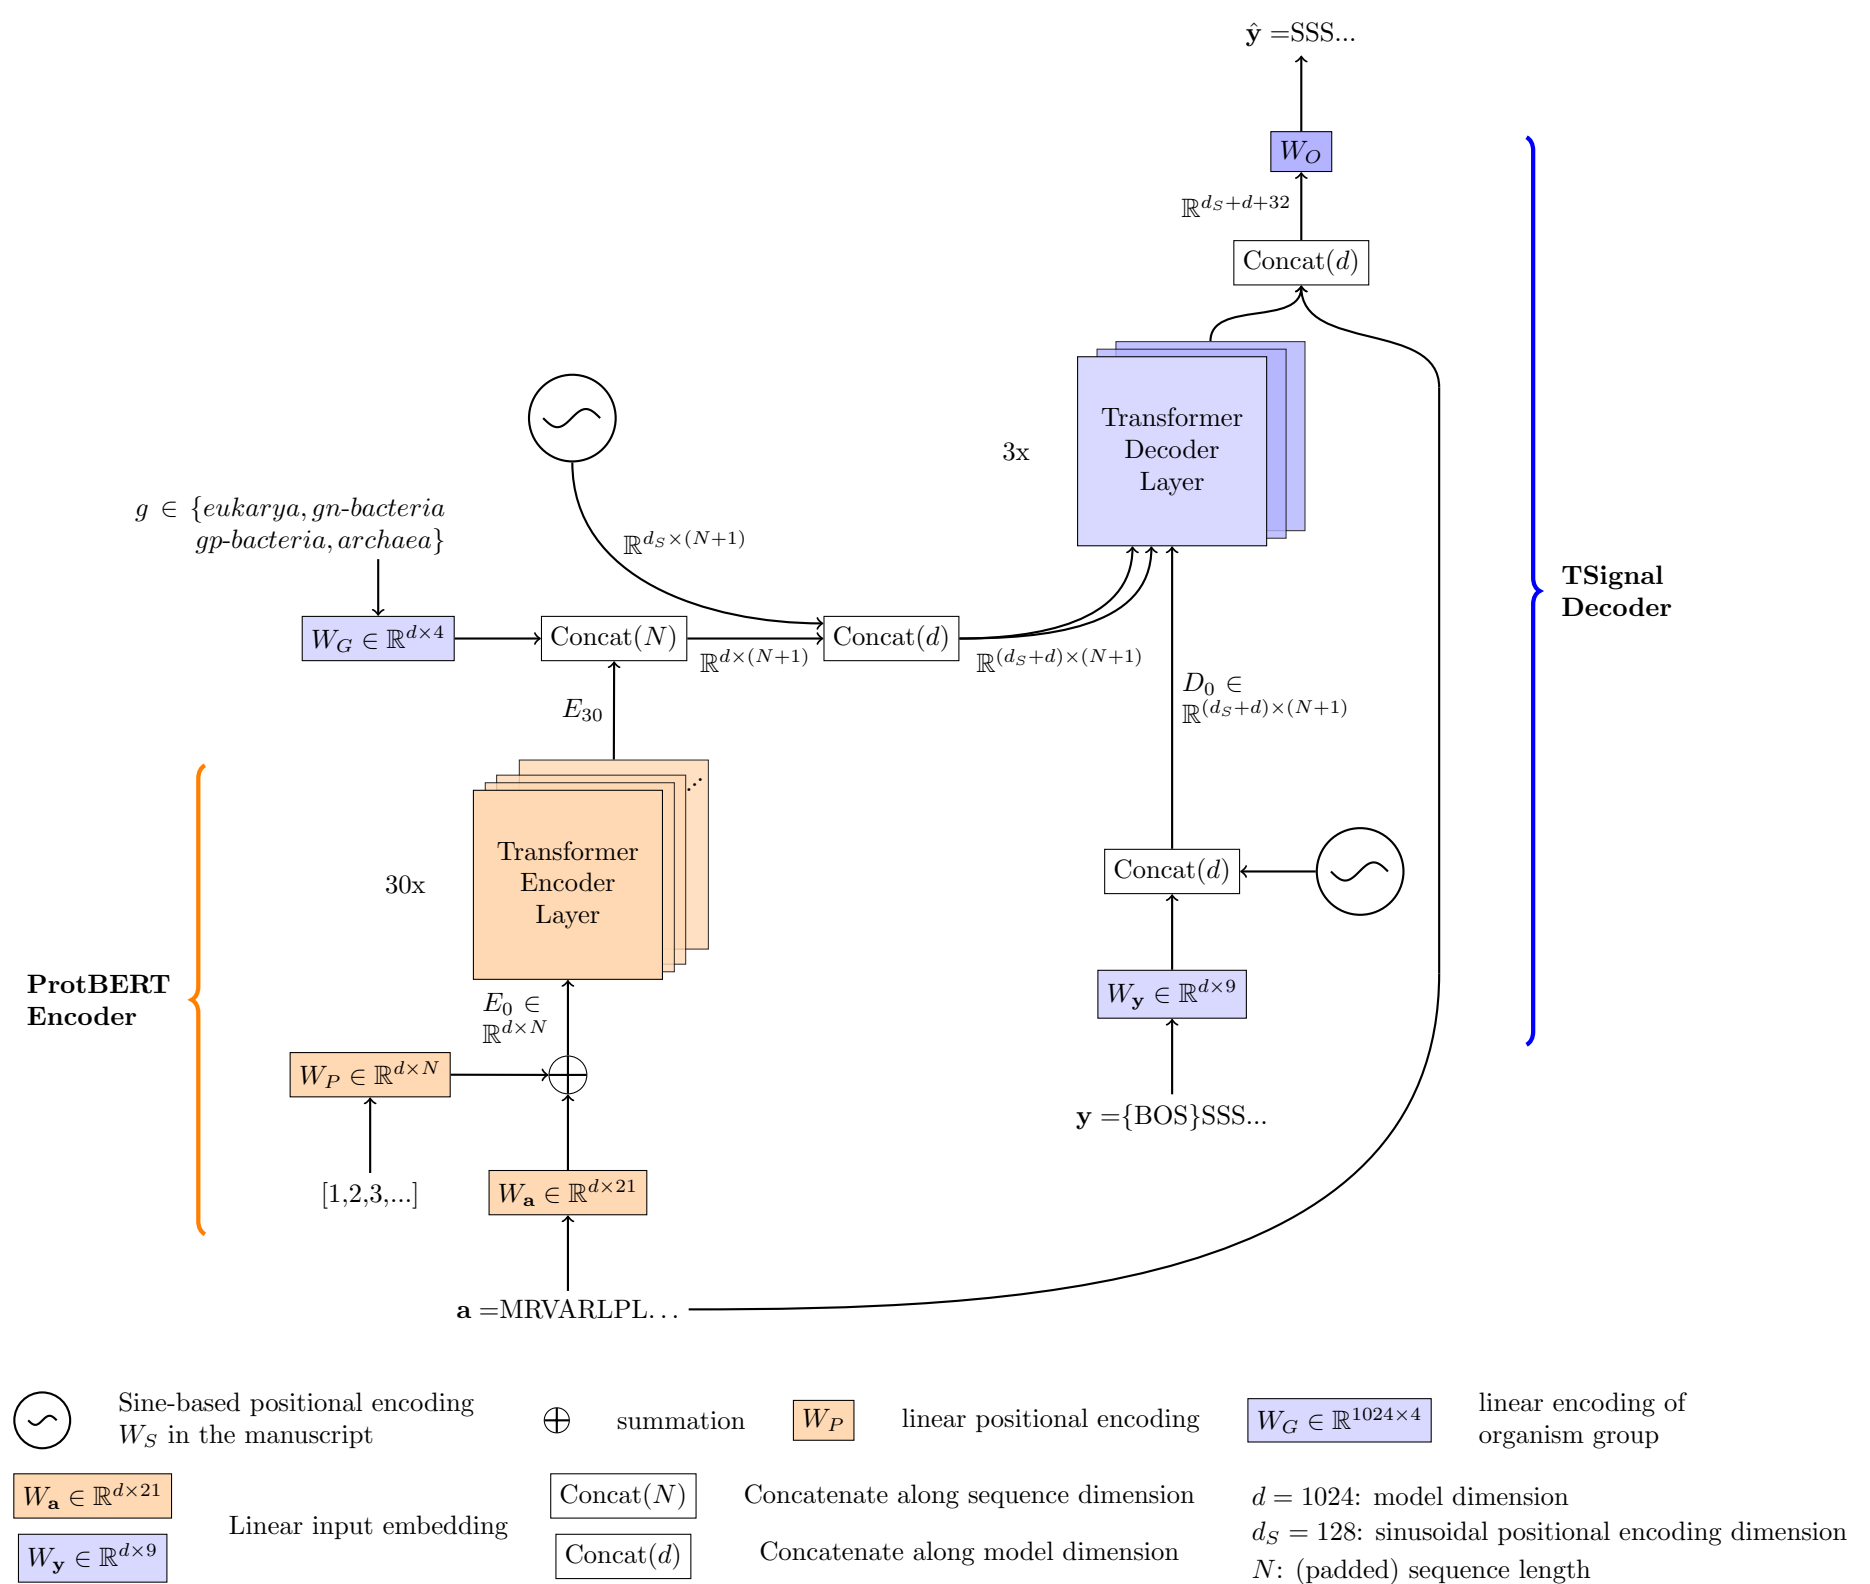 ŷ =SSS...
W_O
ℝ^{d_S+d+32}
Concat(d)
Transformer
Decoder
Layer
3x
g ∈ {eukarya, gn-bacteria
gp-bacteria, archaea}
ℝ^{d_S×(N+1)}
TSignal
Decoder
W_G ∈ ℝ^{d×4}
Concat(N)
ℝ^{d×(N+1)}
Concat(d)
ℝ^{(d_S+d)×(N+1)}
E_{30}
D_0 ∈
ℝ^{(d_S+d)×(N+1)}
Transformer
Encoder
Layer
30x
Concat(d)
ProtBERT
Encoder
E_0 ∈
ℝ^{d×N}
W_y ∈ ℝ^{d×9}
W_P ∈ ℝ^{d×N}
y ={BOS}SSS...
[1,2,3,...]
W_a ∈ ℝ^{d×21}
a =MRVARLPL...
Sine-based positional encoding
W_S in the manuscript
summation
W_P
linear positional encoding
W_G ∈ ℝ^{1024×4}
linear encoding of
organism group
W_a ∈ ℝ^{d×21}
W_y ∈ ℝ^{d×9}
Linear input embedding
Concat(N)
Concatenate along sequence dimension
Concat(d)
Concatenate along model dimension
d = 1024: model dimension
d_S = 128: sinusoidal positional encoding dimension
N: (padded) sequence length